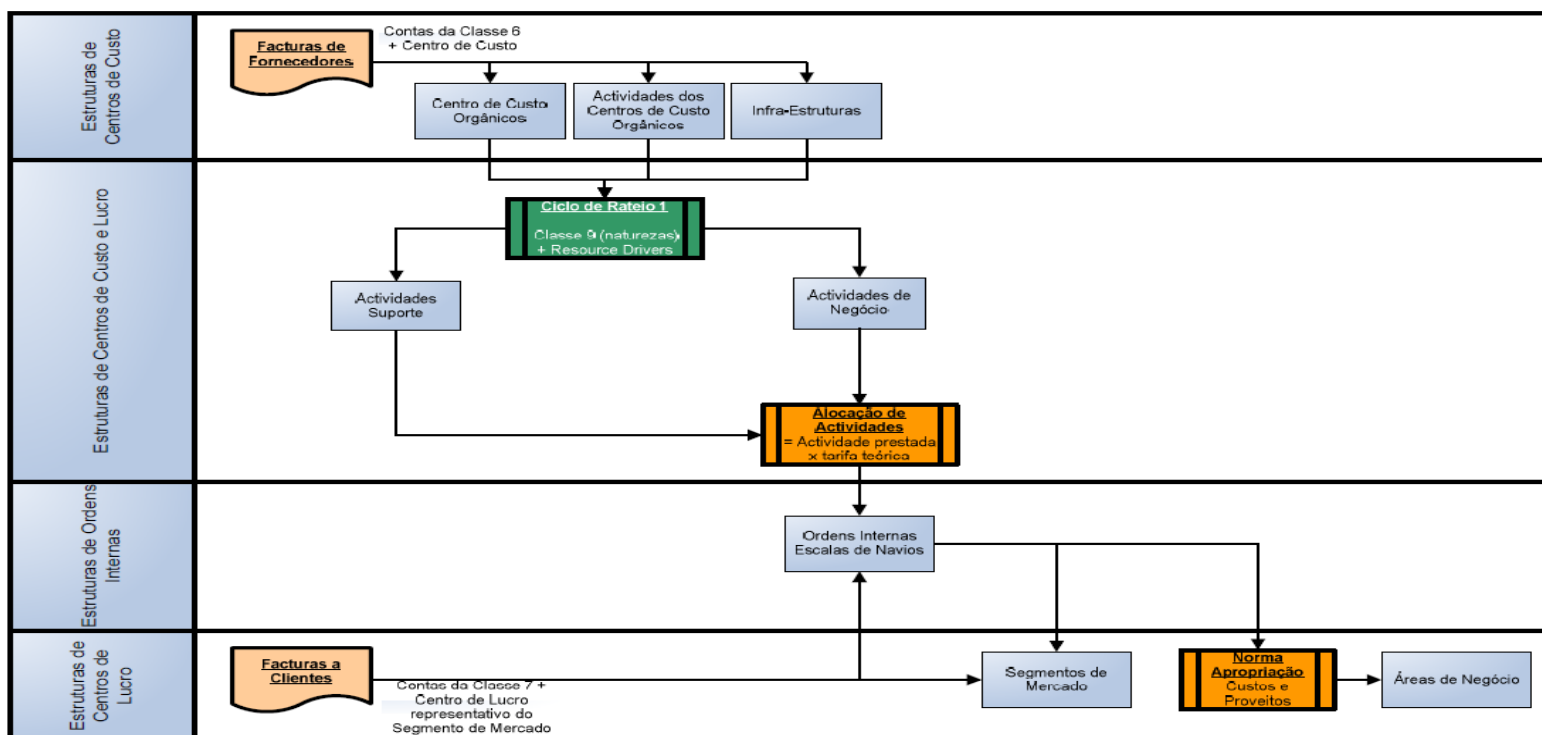 Estruturas de
Centros de Custo
Facturas de
Fornecedores
Contas da Classe 6
+ Centro de Custo
Centro de Custo
Orgânicos
Actividades dos
Centros de Custo
Orgânicos
Infra-Estruturas
Estruturas de Centros de Custo e Lucro
Ciclo de Rateio 1
Classe 9 (naturezas)
+ Resource Drivers
Actividades
Suporte
Actividades de
Negócio
Alocação de
Actividades
= Actividade prestada
x tarifa teórica
Estruturas de Ordens
Internas
Ordens Internas
Escalas de Navios
Estruturas de
Centros de
Lucro
Facturas a
Clientes
Contas da Classe 7 +
Centro de Lucro
representativo do
Segmento de Mercado
Segmentos de
Mercado
Norma
Apropriação
Custos e
Proveitos
Áreas de Negócio